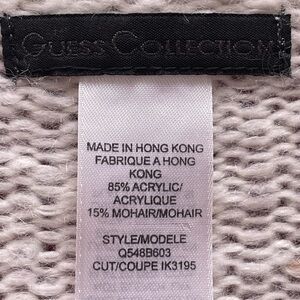 GUESS COLLECTION
MADE IN HONG KONG
FABRIQUE A HONG
KONG
85% ACRYLIC/
ACRYLIQUE
15% MOHAIR/MOHAIR
STYLE/MODELE
Q548B603
CUT/COUPE IK3195